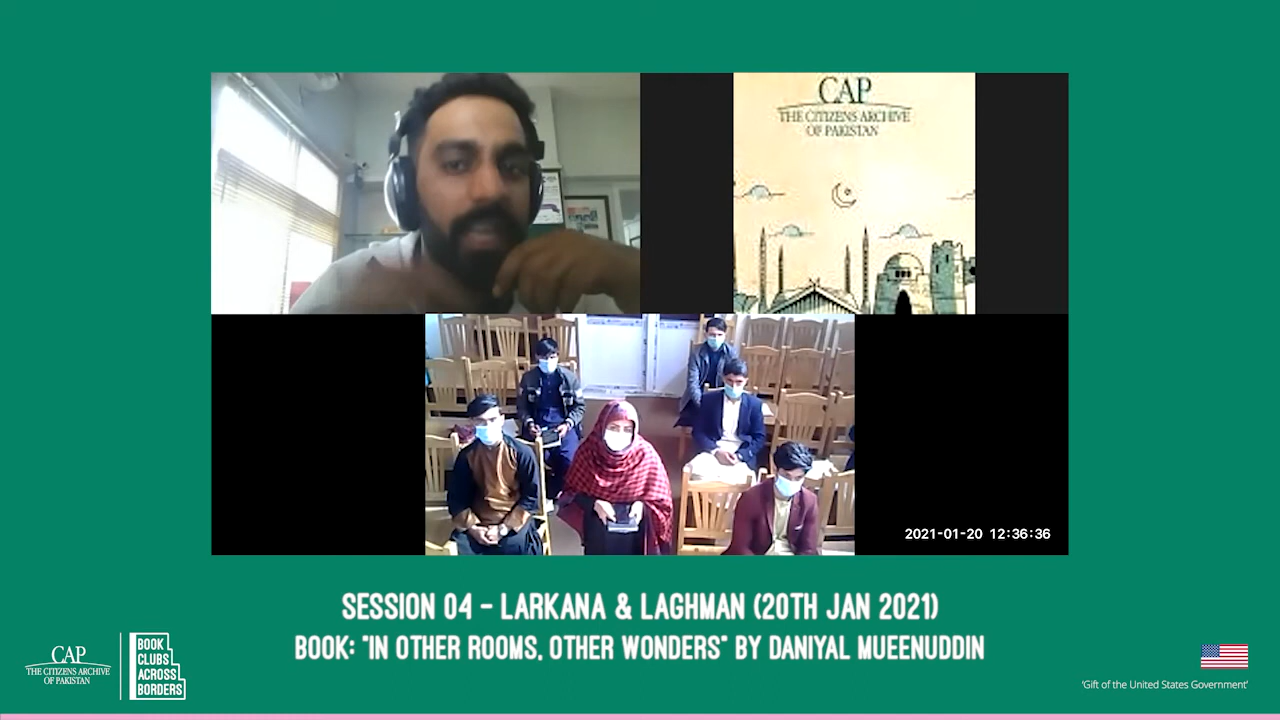 CAP
THE CITIZENS ARCHIVE
OF PAKISTAN
2021-01-20 12:36:36
SESSION 04 - LARKANA & LAGHMAN (20TH JAN 2021)
BOOK: "IN OTHER ROOMS, OTHER WONDERS" BY DANIYAL MUEENUDDIN
CAP
THE CITIZENS ARCHIVE
OF PAKISTAN
BOOK
CLUBS
ACROSS
BORDERS
'Gift of the United States Government'